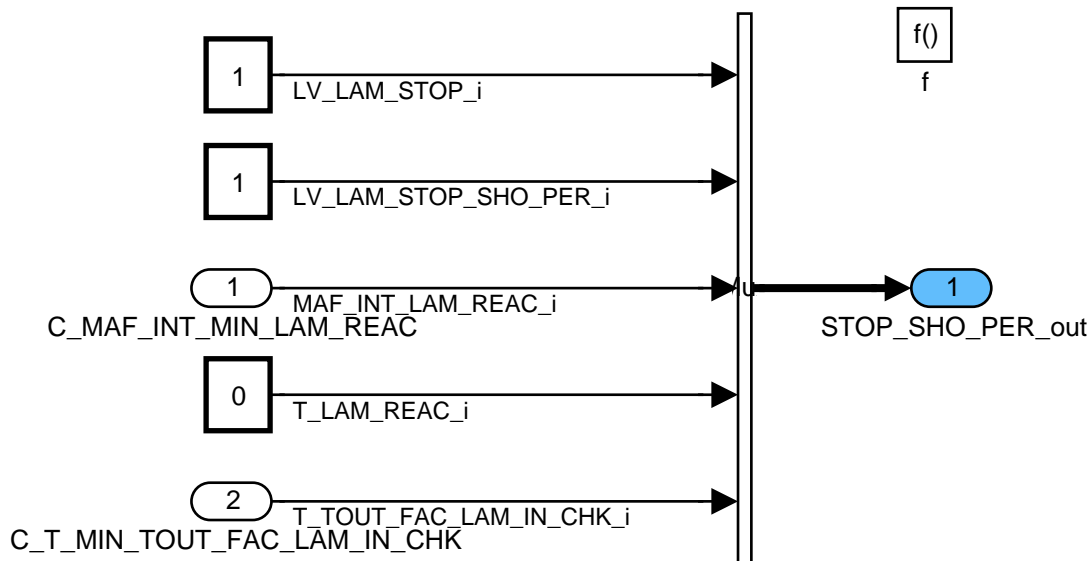 f()
f
1
LV_LAM_STOP_i
1
LV_LAM_STOP_SHO_PER_i
1
MAF_INT_LAM_REAC_i
C_MAF_INT_MIN_LAM_REAC
1
STOP_SHO_PER_out
0
T_LAM_REAC_i
2
T_TOUT_FAC_LAM_IN_CHK_i
C_T_MIN_TOUT_FAC_LAM_IN_CHK